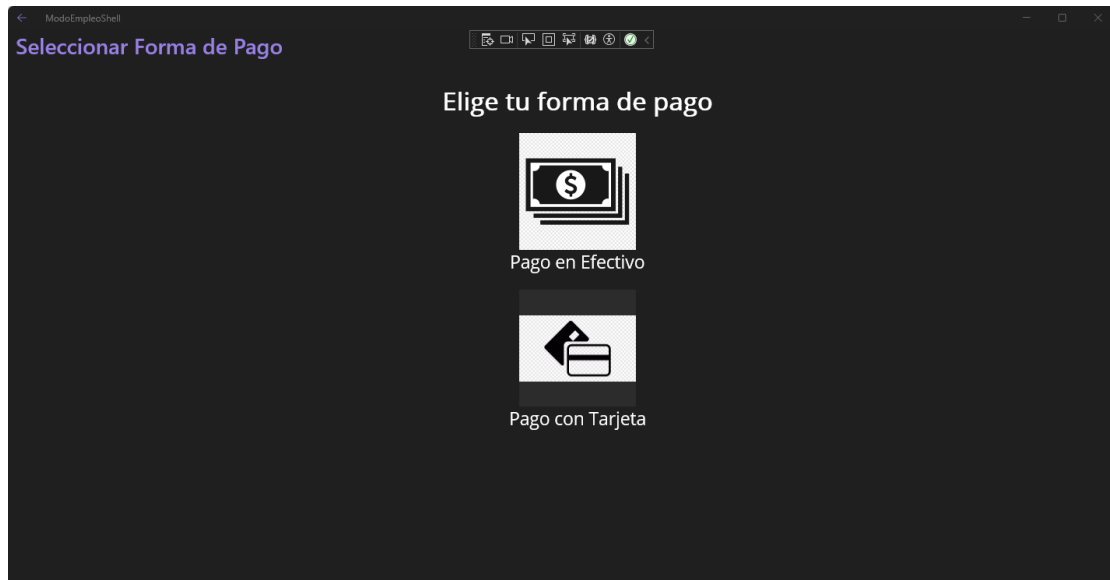 ModoEmpleoShell
Seleccionar Forma de Pago
Elige tu forma de pago
$
Pago en Efectivo
Pago con Tarjeta